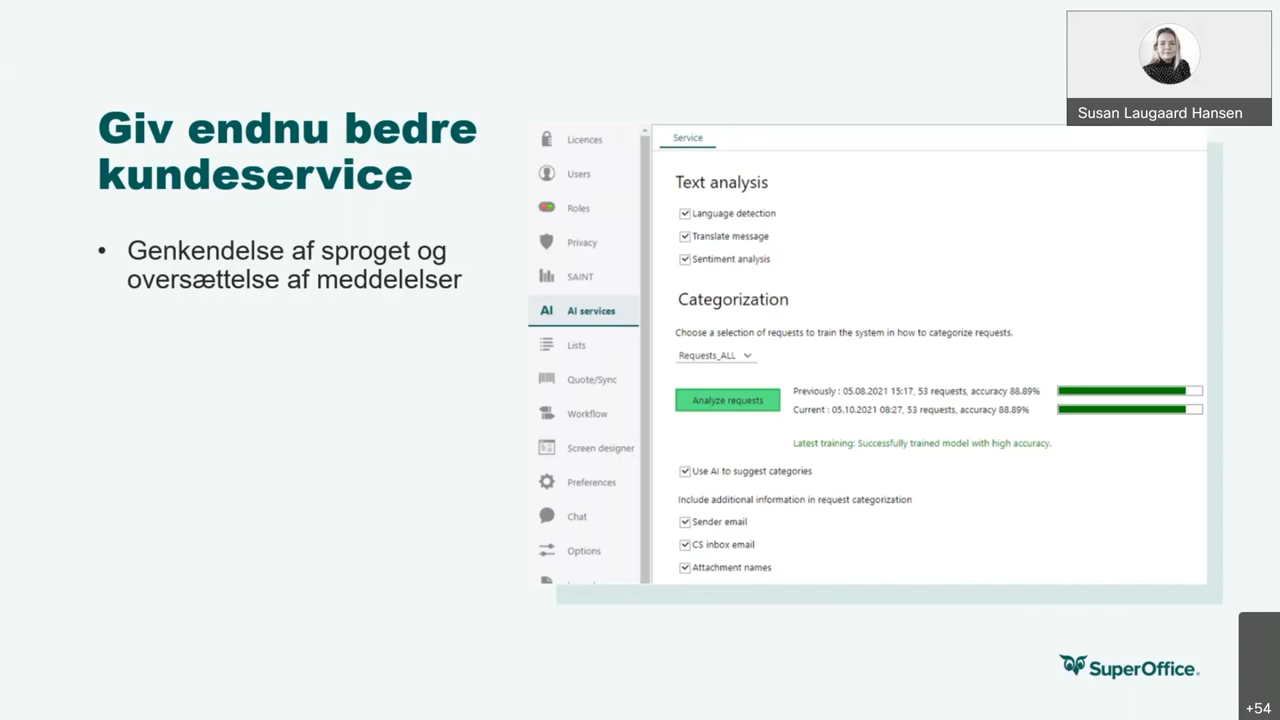 Susan Laugaard Hansen
Giv endnu bedre
kundeservice
• Genkendelse af sproget og
oversættelse af meddelelser
Licences
Users
Roles
Privacy
SAINT
AI AI services
Lists
Quote/Sync
Workflow
Screen designer
Preferences
Chat
Options
Service
Text analysis
Language detection
Translate message
Sentiment analysis
Categorization
Choose a selection of requests to train the system in how to categorize requests.
Requests_ALL
Analyze requests
Previously : 05.08.2021 15:17, 53 requests, accuracy 88.89%
Current : 05.10.2021 08:27, 53 requests, accuracy 88.89%
Latest training: Successfully trained model with high accuracy.
Use AI to suggest categories
Include additional information in request categorization
Sender email
CS inbox email
Attachment names
SuperOffice.
+54